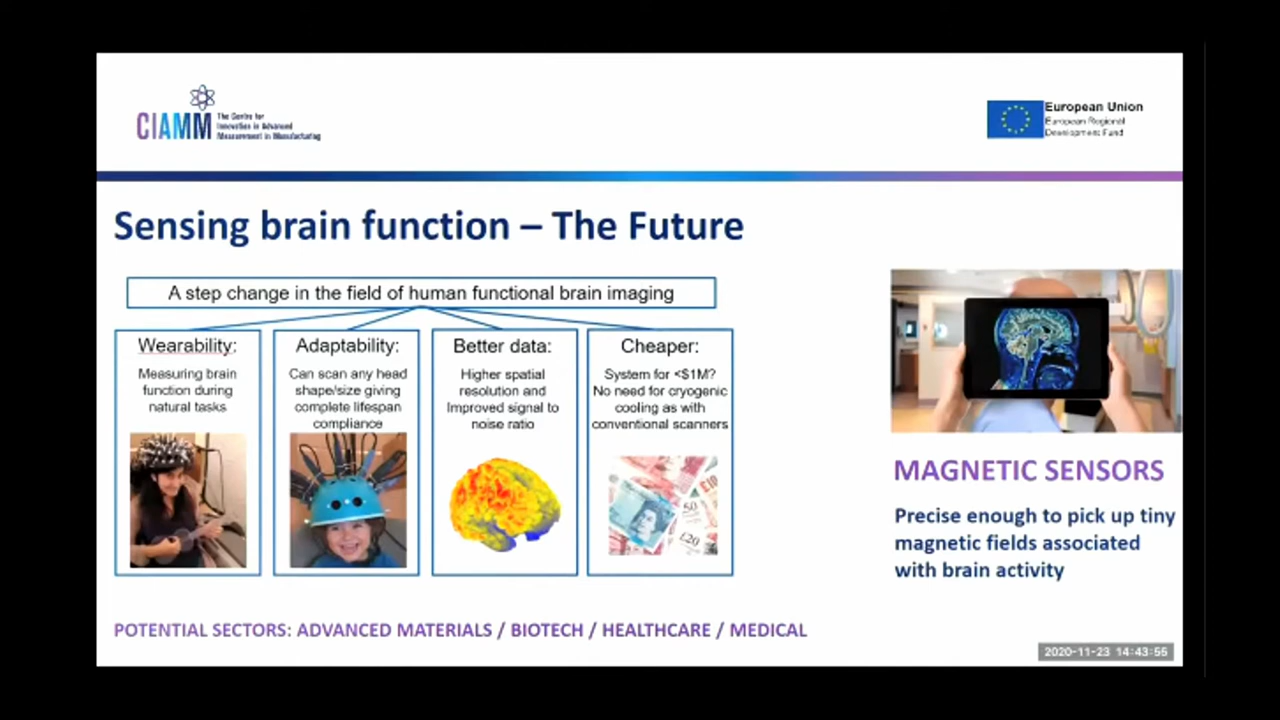 CIAMM
The Centre for
Innovation in Advanced
Measurement in Manufacturing
European Union
European Regional
Development Fund
Sensing brain function – The Future
A step change in the field of human functional brain imaging
Wearability:
Measuring brain
function during
natural tasks
Adaptability:
Can scan any head
shape/size giving
complete lifespan
compliance
Better data:
Higher spatial
resolution and
Improved signal to
noise ratio
Cheaper:
System for <$1M?
No need for cryogenic
cooling as with
conventional scanners
50
£20
£10
MAGNETIC SENSORS
Precise enough to pick up tiny
magnetic fields associated
with brain activity
POTENTIAL SECTORS: ADVANCED MATERIALS / BIOTECH / HEALTHCARE / MEDICAL
2020-11-23 14:43:55